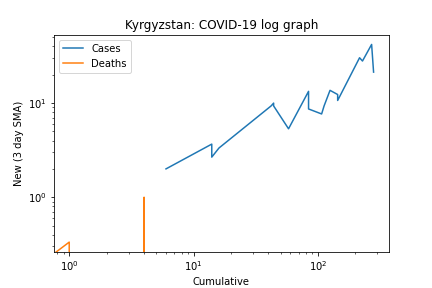 Kyrgyzstan: COVID-19 log graph
Cases
Deaths
New (3 day SMA)
10¹
10⁰
10⁰
10¹
10²
Cumulative